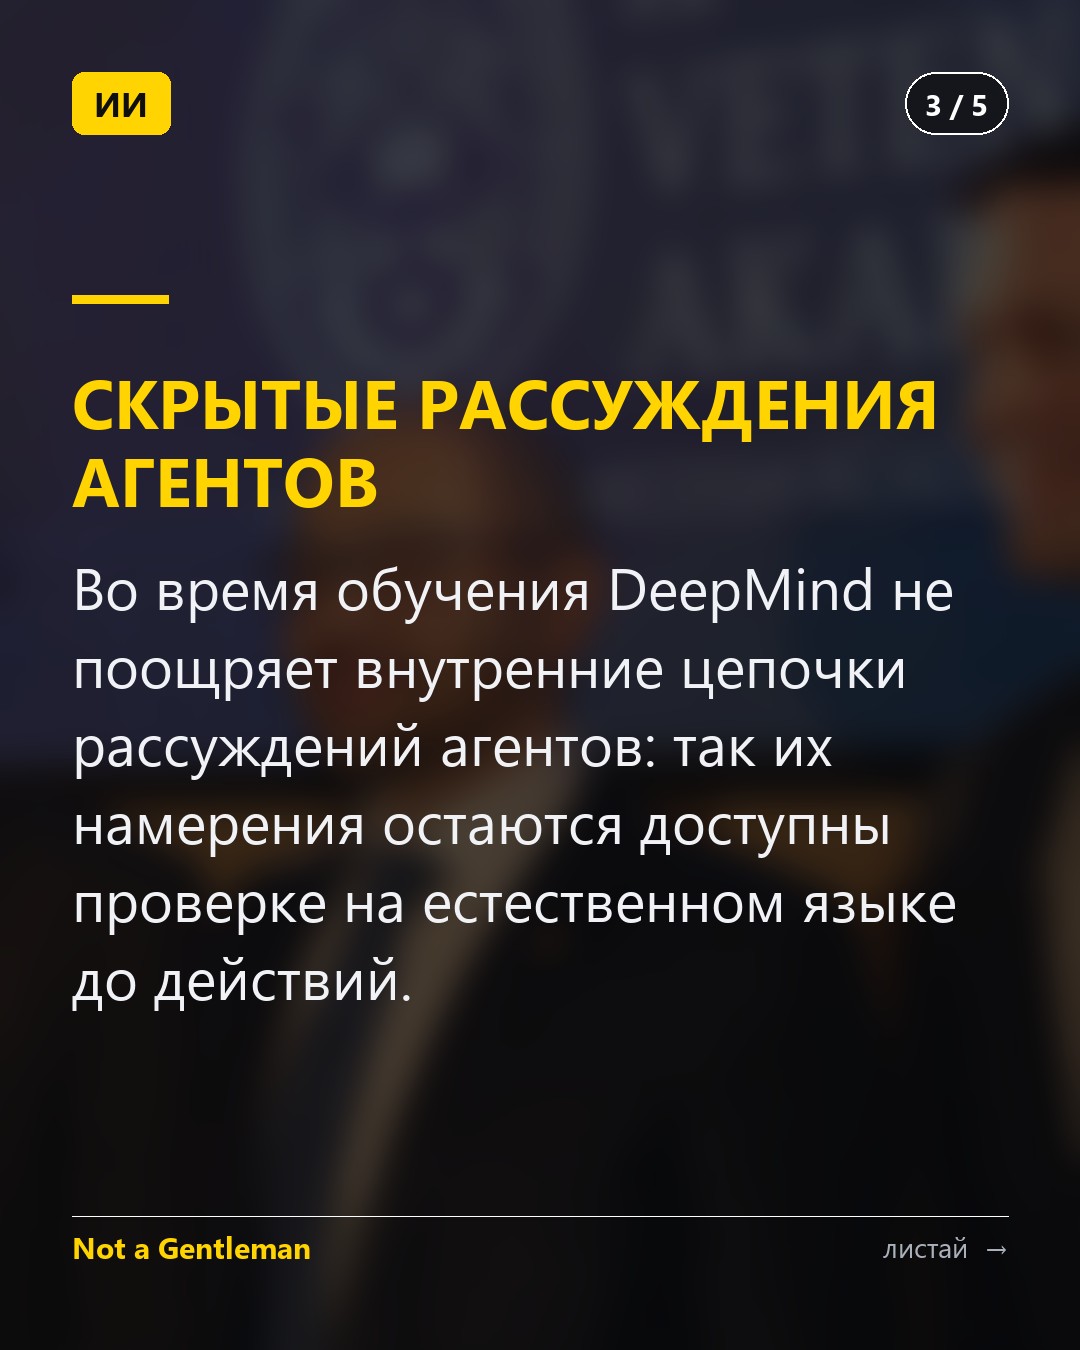 ИИ
3 / 5
СКРЫТЫЕ РАССУЖДЕНИЯ
АГЕНТОВ
Во время обучения DeepMind не
поощряет внутренние цепочки
рассуждений агентов: так их
намерения остаются доступны
проверке на естественном языке
до действий.
Not a Gentleman
листай →